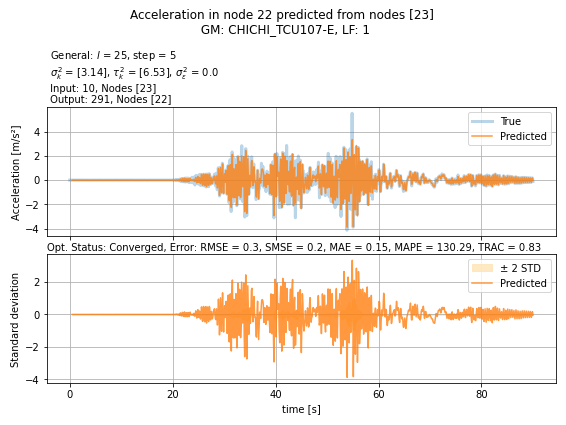 Acceleration in node 22 predicted from nodes [23]
GM: CHICHI_TCU107-E, LF: 1
General: l = 25, step = 5
σ²ₖ = [3.14], τ²ₖ = [6.53], σ²ε = 0.0
Input: 10, Nodes [23]
Output: 291, Nodes [22]
True
Predicted
Acceleration [m/s²]
4
2
0
−2
−4
Opt. Status: Converged, Error: RMSE = 0.3, SMSE = 0.2, MAE = 0.15, MAPE = 130.29, TRAC = 0.83
± 2 STD
Predicted
Standard deviation
2
0
−2
−4
0 20 40 60 80
time [s]